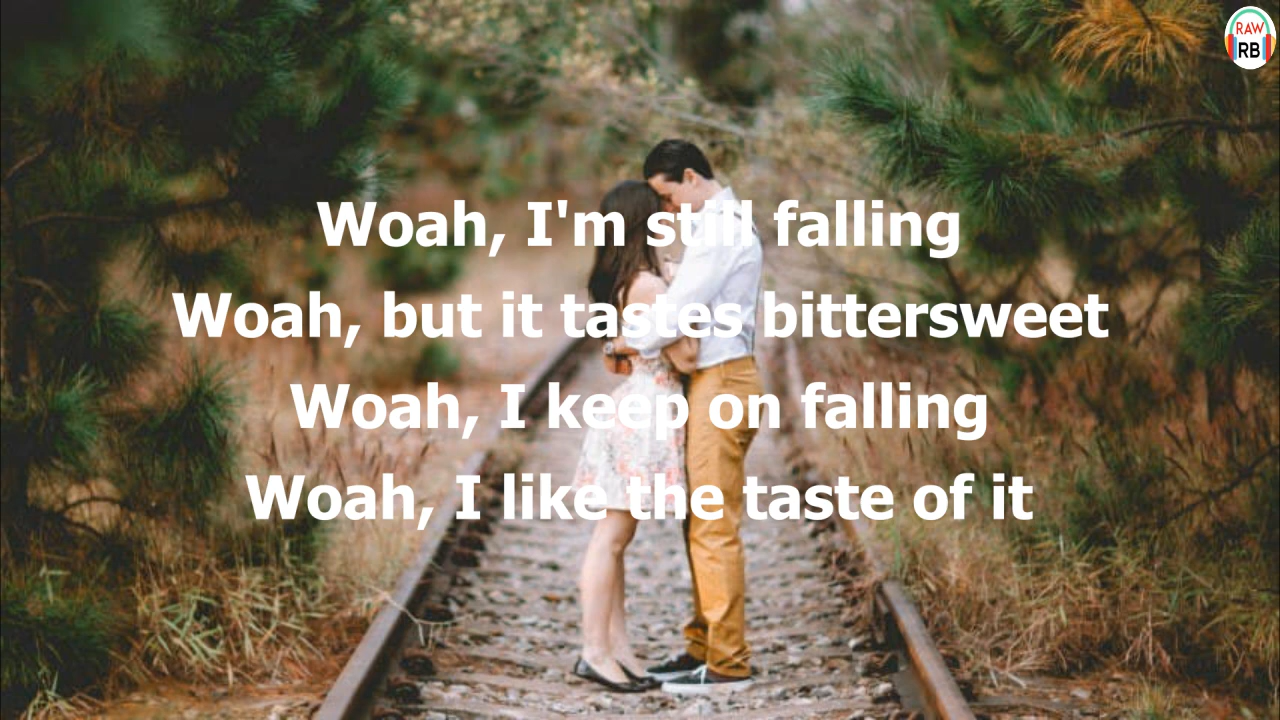 RAW
RB
Woah, I'm still falling
Woah, but it tastes bittersweet
Woah, I keep on falling
Woah, I like the taste of it